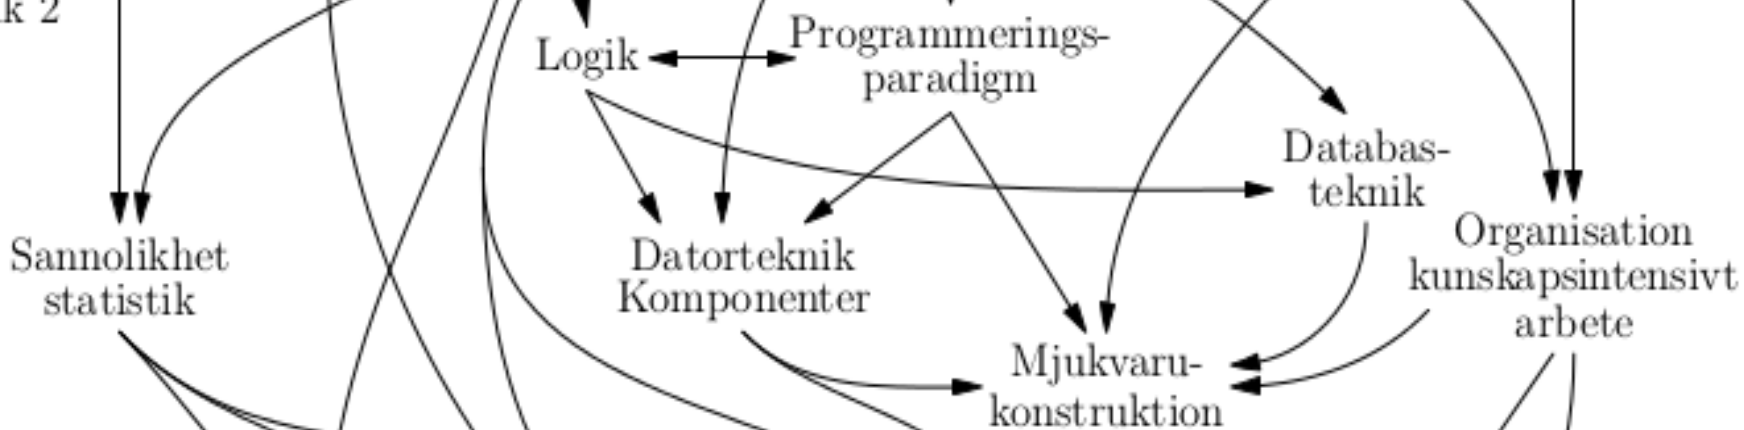 k 2
Logik
Programmerings-
paradigm
Databas-
teknik
Sannolikhet
statistik
Datorteknik
Komponenter
Organisation
kunskapsintensivt
arbete
Mjukvaru-
konstruktion